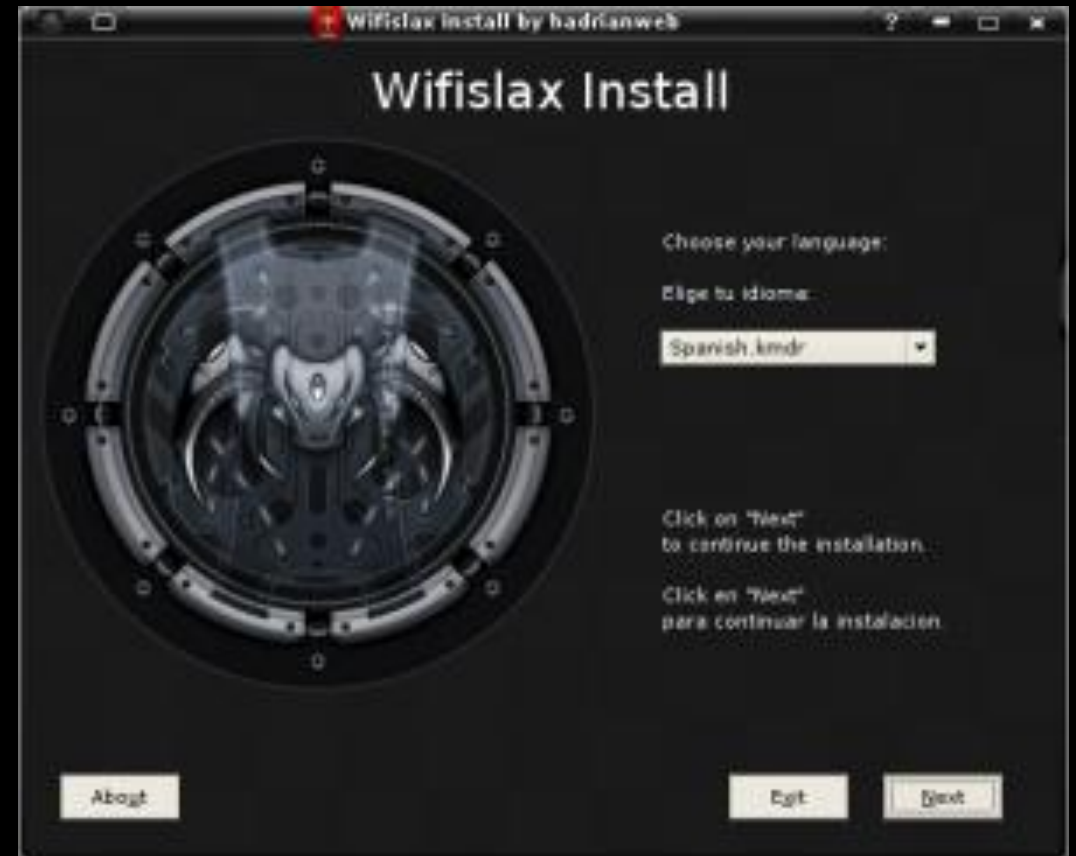 Wifislax install by hadrianweb
Wifislax Install
Choose your language:
Elige tu idioma:
Spanish.kmdr
Click on "Next"
to continue the installation.
Click en "Next"
para continuar la instalacion.
About
Exit
Next